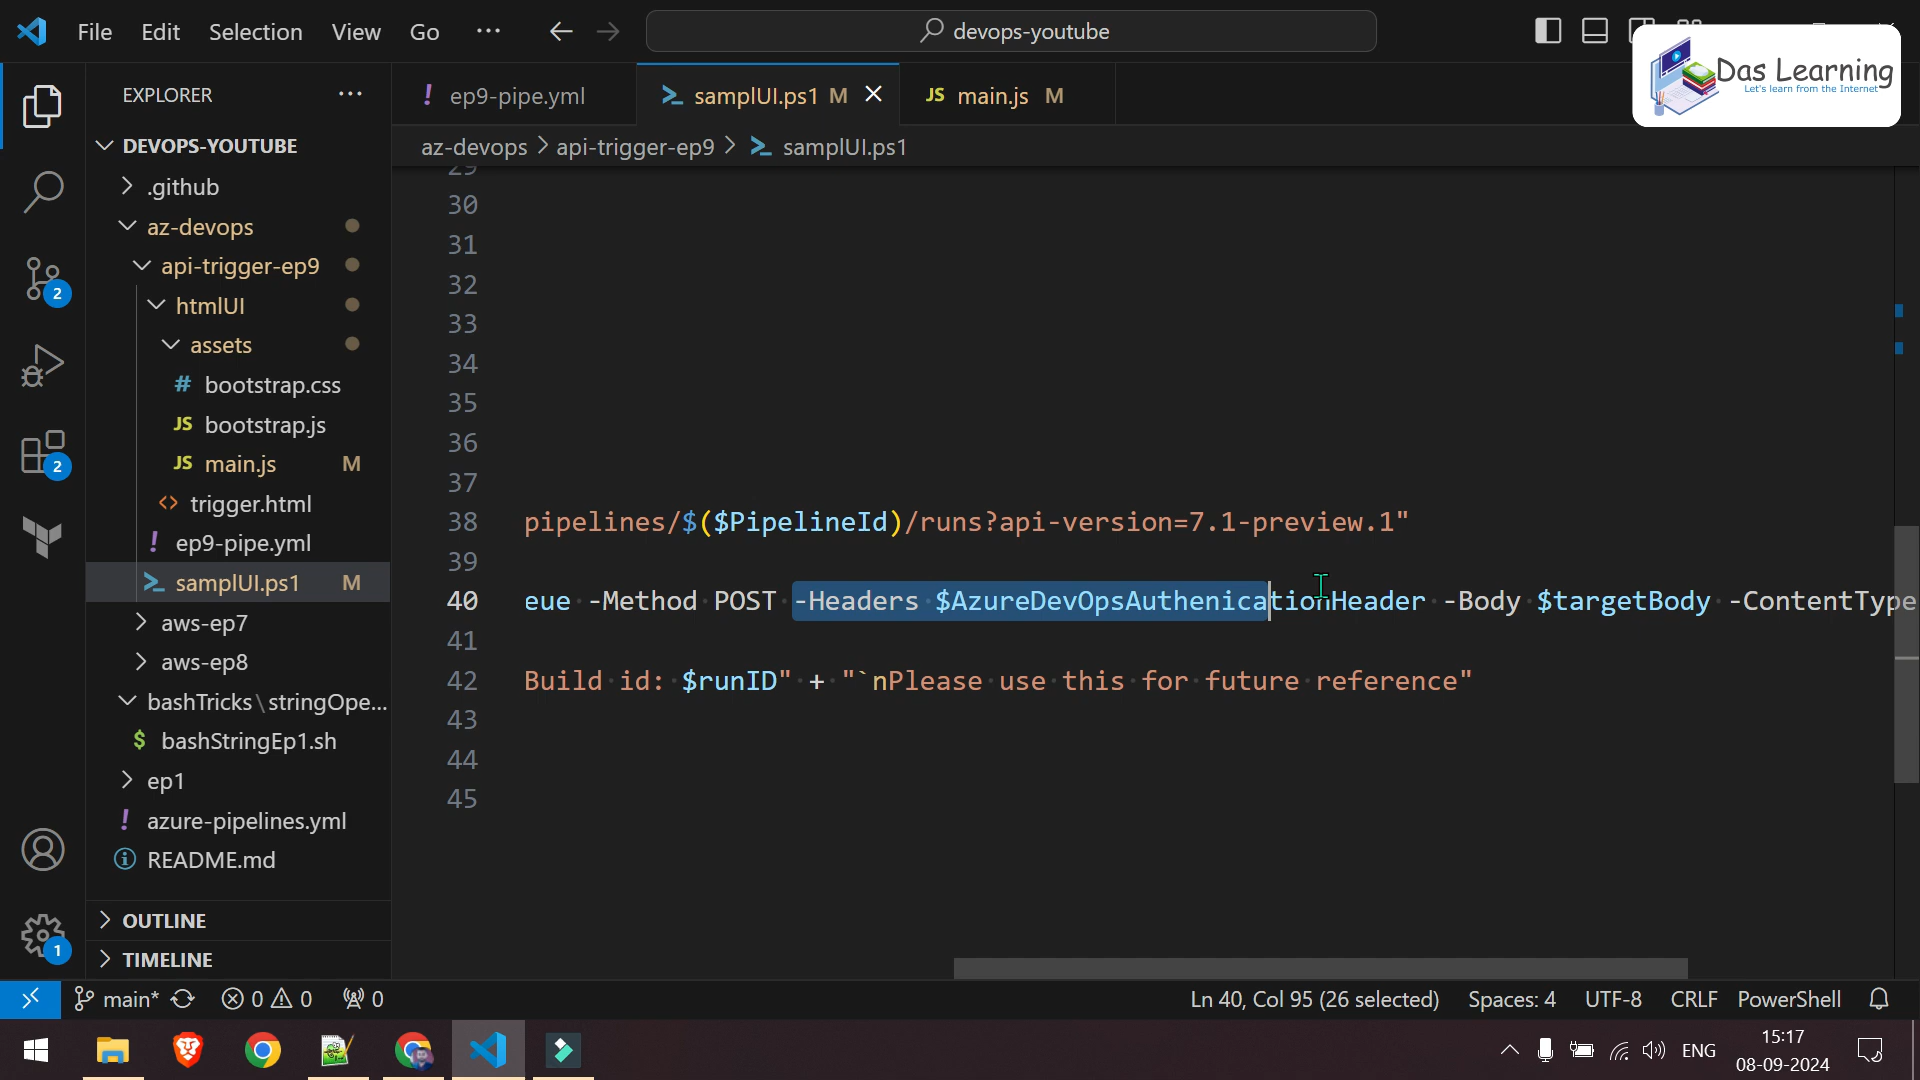 File Edit Selection View Go ··· devops-youtube
Das Learning
Let's learn from the Internet
EXPLORER ···
ep9-pipe.yml
samplUI.ps1 M
JS main.js M
DEVOPS-YOUTUBE
az-devops > api-trigger-ep9 > samplUI.ps1
.github
az-devops
api-trigger-ep9
htmlUI
assets
# bootstrap.css
JS bootstrap.js
JS main.js M
<> trigger.html
! ep9-pipe.yml
samplUI.ps1 M
aws-ep7
aws-ep8
bashTricks\stringOpe...
$ bashStringEp1.sh
ep1
! azure-pipelines.yml
README.md
OUTLINE
TIMELINE
2
2
1
29
30
31
32
33
34
35
36
37
38 pipelines/$($PipelineId)/runs?api-version=7.1-preview.1"
39
40 eue -Method POST -Headers $AzureDevOpsAuthenicationHeader -Body $targetBody -ContentType
41
42 Build id: $runID" + "`nPlease use this for future reference"
43
44
45
main* 0 0 0 Ln 40, Col 95 (26 selected) Spaces: 4 UTF-8 CRLF PowerShell
ENG
15:17
08-09-2024